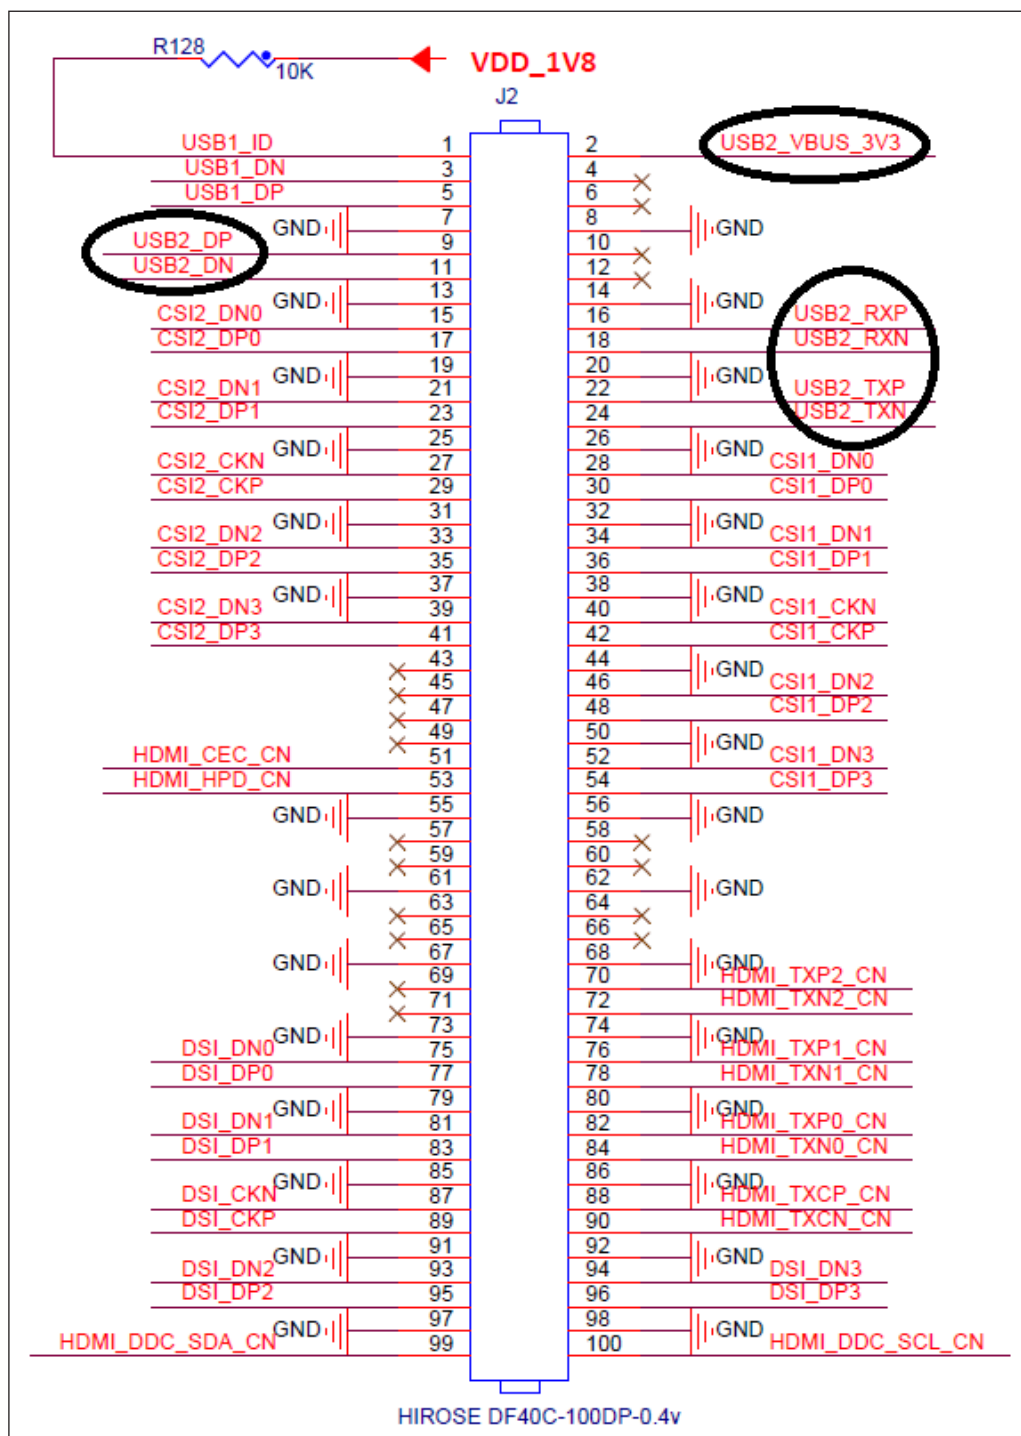 R128
10K
VDD_1V8
J2
USB1_ID 1 2 USB2_VBUS_3V3
USB1_DN 3 4
USB1_DP 5 6
GND 7 8 GND
USB2_DP 9 10
USB2_DN 11 12
GND 13 14 GND
CSI2_DN0 15 16 USB2_RXP
CSI2_DP0 17 18 USB2_RXN
GND 19 20 GND
CSI2_DN1 21 22 USB2_TXP
CSI2_DP1 23 24 USB2_TXN
GND 25 26 GND
CSI2_CKN 27 28 CSI1_DN0
CSI2_CKP 29 30 CSI1_DP0
GND 31 32 GND
CSI2_DN2 33 34 CSI1_DN1
CSI2_DP2 35 36 CSI1_DP1
GND 37 38 GND
CSI2_DN3 39 40 CSI1_CKN
CSI2_DP3 41 42 CSI1_CKP
43 44 GND
45 46 CSI1_DN2
47 48 CSI1_DP2
49 50 GND
HDMI_CEC_CN 51 52 CSI1_DN3
HDMI_HPD_CN 53 54 CSI1_DP3
GND 55 56 GND
57 58
59 60
GND 61 62 GND
63 64
65 66
GND 67 68 GND
69 70 HDMI_TXP2_CN
71 72 HDMI_TXN2_CN
GND 73 74 GND
DSI_DN0 75 76 HDMI_TXP1_CN
DSI_DP0 77 78 HDMI_TXN1_CN
GND 79 80 GND
DSI_DN1 81 82 HDMI_TXP0_CN
DSI_DP1 83 84 HDMI_TXN0_CN
GND 85 86 GND
DSI_CKN 87 88 HDMI_TXCP_CN
DSI_CKP 89 90 HDMI_TXCN_CN
GND 91 92 GND
DSI_DN2 93 94 DSI_DN3
DSI_DP2 95 96 DSI_DP3
GND 97 98 GND
HDMI_DDC_SDA_CN 99 100 HDMI_DDC_SCL_CN
HIROSE DF40C-100DP-0.4v